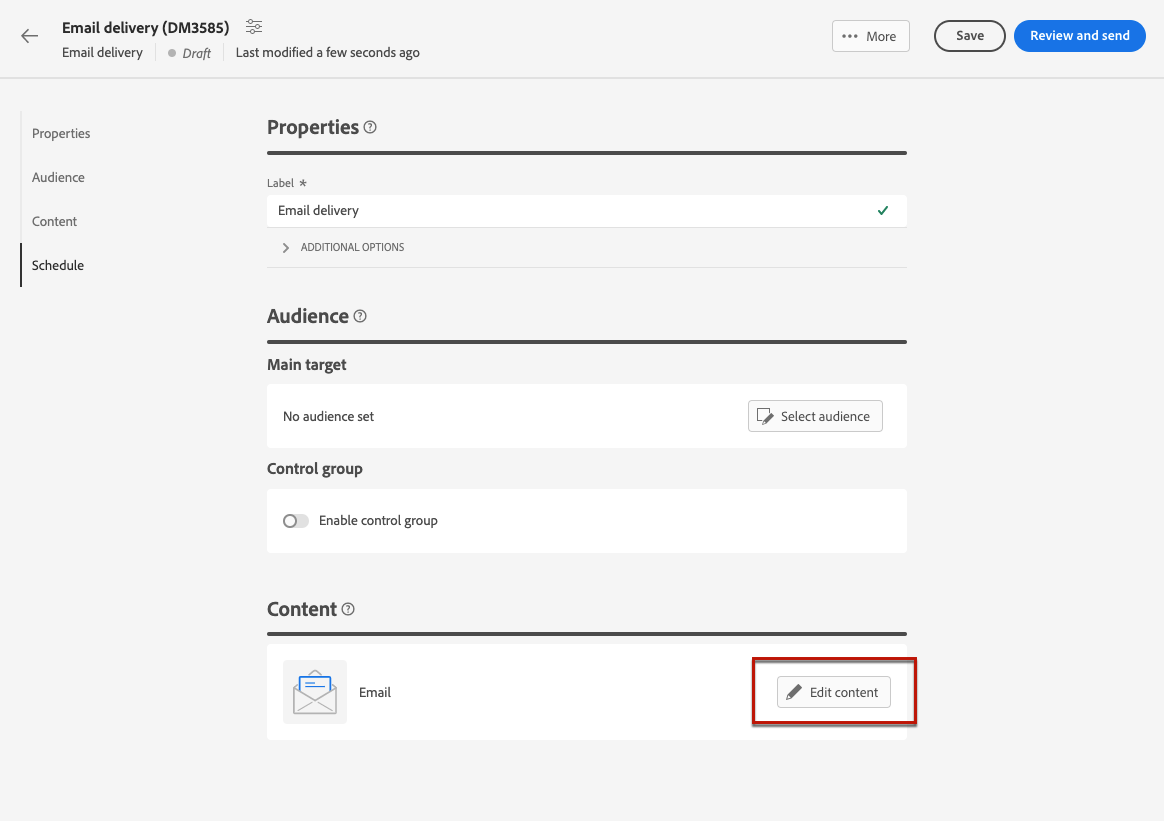 Email delivery (DM3585)
Email delivery
Draft
Last modified a few seconds ago
More
Save
Review and send
Properties
Audience
Content
Schedule
Properties
Label *
Email delivery
ADDITIONAL OPTIONS
Audience
Main target
No audience set
Select audience
Control group
Enable control group
Content
Email
Edit content